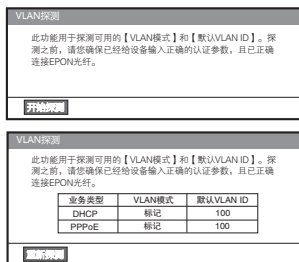 VLAN探测
此功能用于探测可用的【VLAN模式】和【默认VLAN ID】。探
测之前，请您确保已经给设备输入正确的认证参数，且已正确
连接EPON光纤。
开始探测
VLAN探测
此功能用于探测可用的【VLAN模式】和【默认VLAN ID】。探
测之前，请您确保已经给设备输入正确的认证参数，且已正确
连接EPON光纤。
业务类型 VLAN模式 默认VLAN ID
DHCP 标记 100
PPPoE 标记 100
重新探测